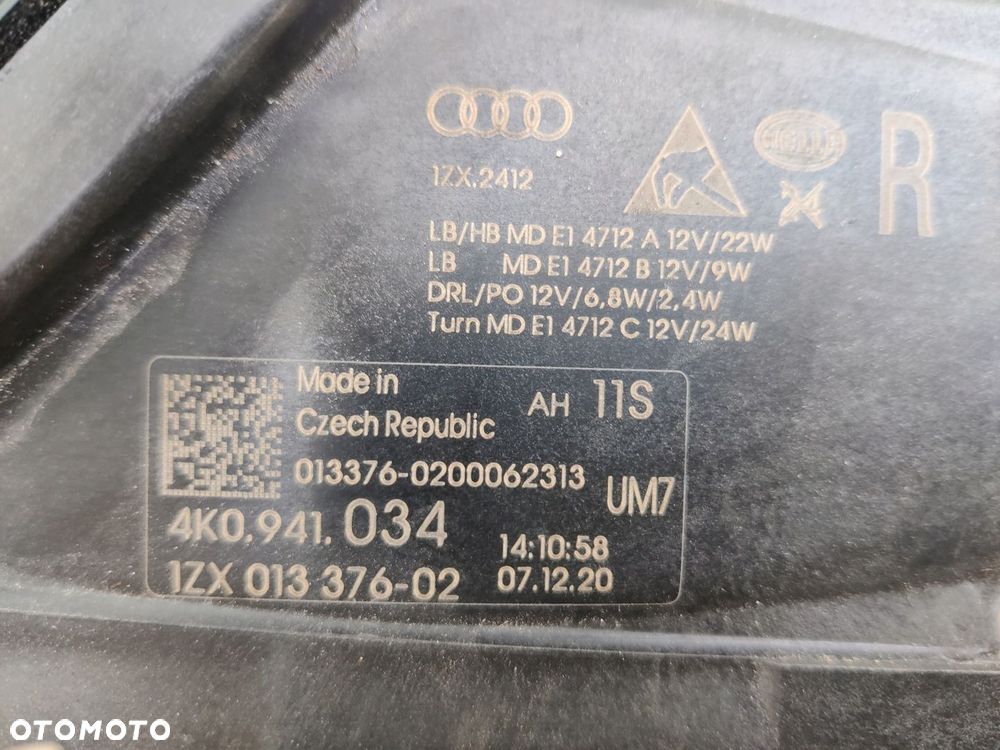 HELLA
R
1ZX.2412
LB/HB MD E1 4712 A 12V/22W
LB MD E1 4712 B 12V/9W
DRL/PO 12V/6,8W/2,4W
Turn MD E1 4712 C 12V/24W
Made in
Czech Republic
AH 11S
013376-0200062313
UM7
4K0.941.034
14:10:58
1ZX 013 376-02
07.12.20
OTOMOTO